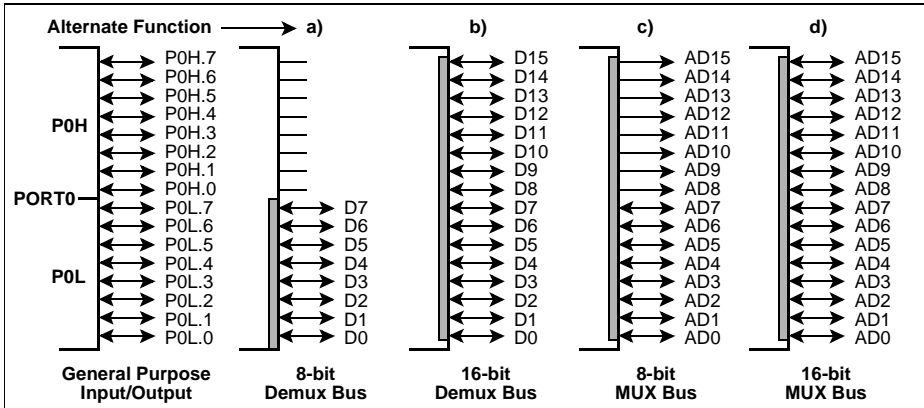 Alternate Function a) b) c) d)
P0H.7 D15 AD15 AD15
P0H.6 D14 AD14 AD14
P0H.5 D13 AD13 AD13
P0H P0H.4 D12 AD12 AD12
P0H.3 D11 AD11 AD11
P0H.2 D10 AD10 AD10
P0H.1 D9 AD9 AD9
P0H.0 D8 AD8 AD8
PORT0
P0L.7 D7 D7 AD7 AD7
P0L.6 D6 D6 AD6 AD6
P0L.5 D5 D5 AD5 AD5
P0L P0L.4 D4 D4 AD4 AD4
P0L.3 D3 D3 AD3 AD3
P0L.2 D2 D2 AD2 AD2
P0L.1 D1 D1 AD1 AD1
P0L.0 D0 D0 AD0 AD0
General Purpose 8-bit 16-bit 8-bit 16-bit
Input/Output Demux Bus Demux Bus MUX Bus MUX Bus